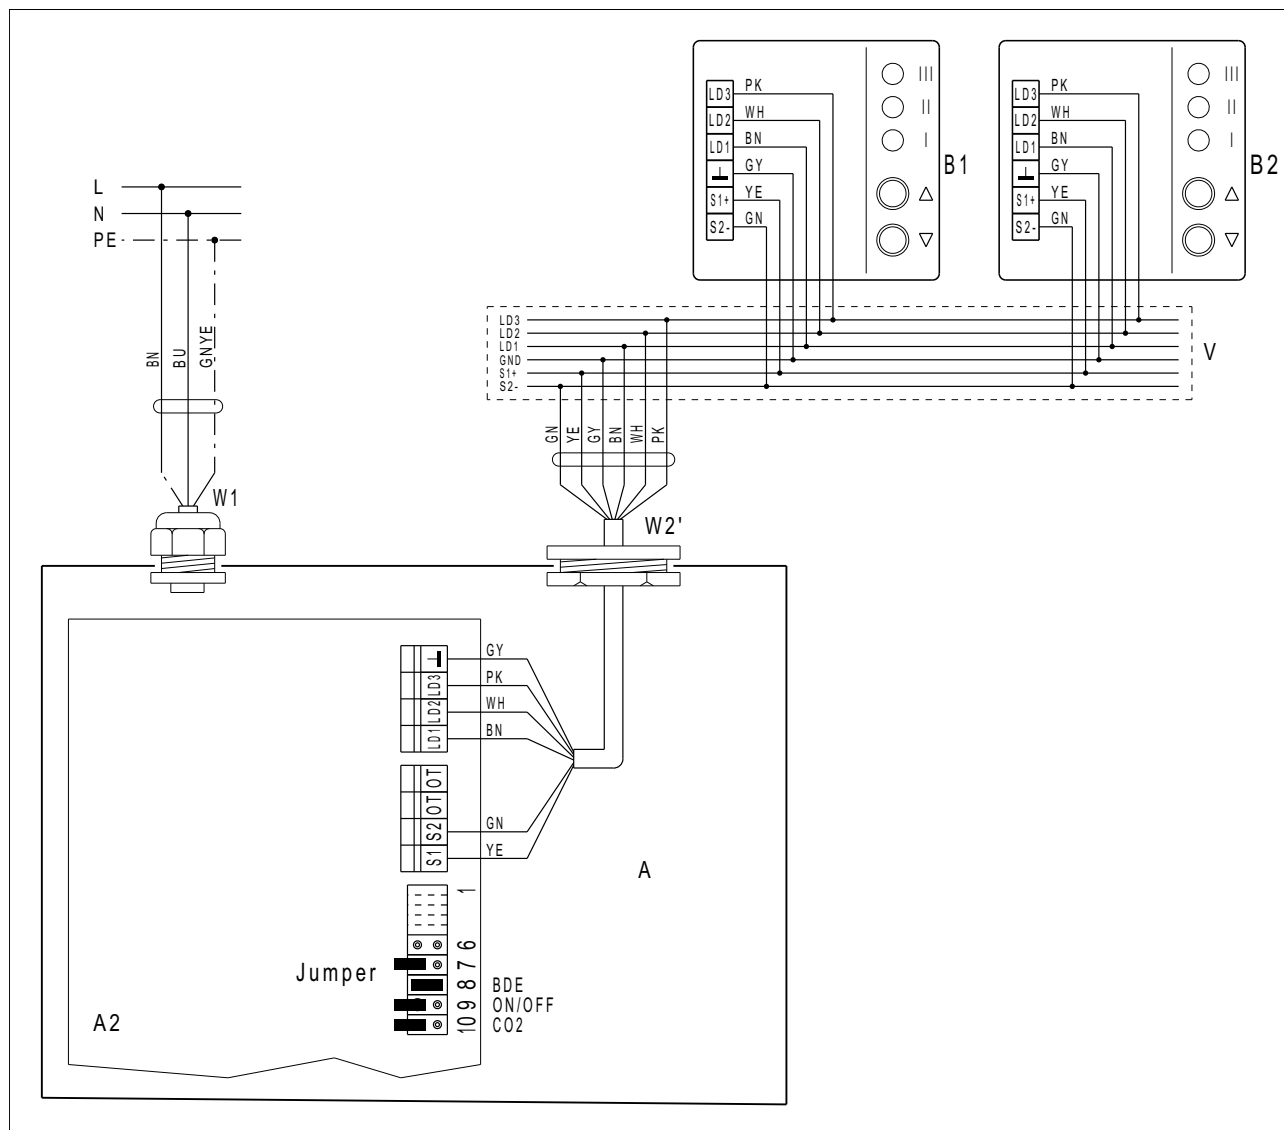 LD3 PK
LD2 WH
LD1 BN
GY
S1+ YE
S2- GN
III
II
I
B1
LD3 PK
LD2 WH
LD1 BN
GY
S1+ YE
S2- GN
III
II
I
B2
L
N
PE
BN
BU
GNYE
W1
LD3
LD2
LD1
GND
S1+
S2-
V
GN
YE
GY
BN
WH
PK
W2'
GY
LD3 PK
LD2 WH
LD1 BN
OT
OT
S2 GN
S1 YE
A
1
6
Jumper
7
8 BDE
9 ON/OFF
10 CO2
A2